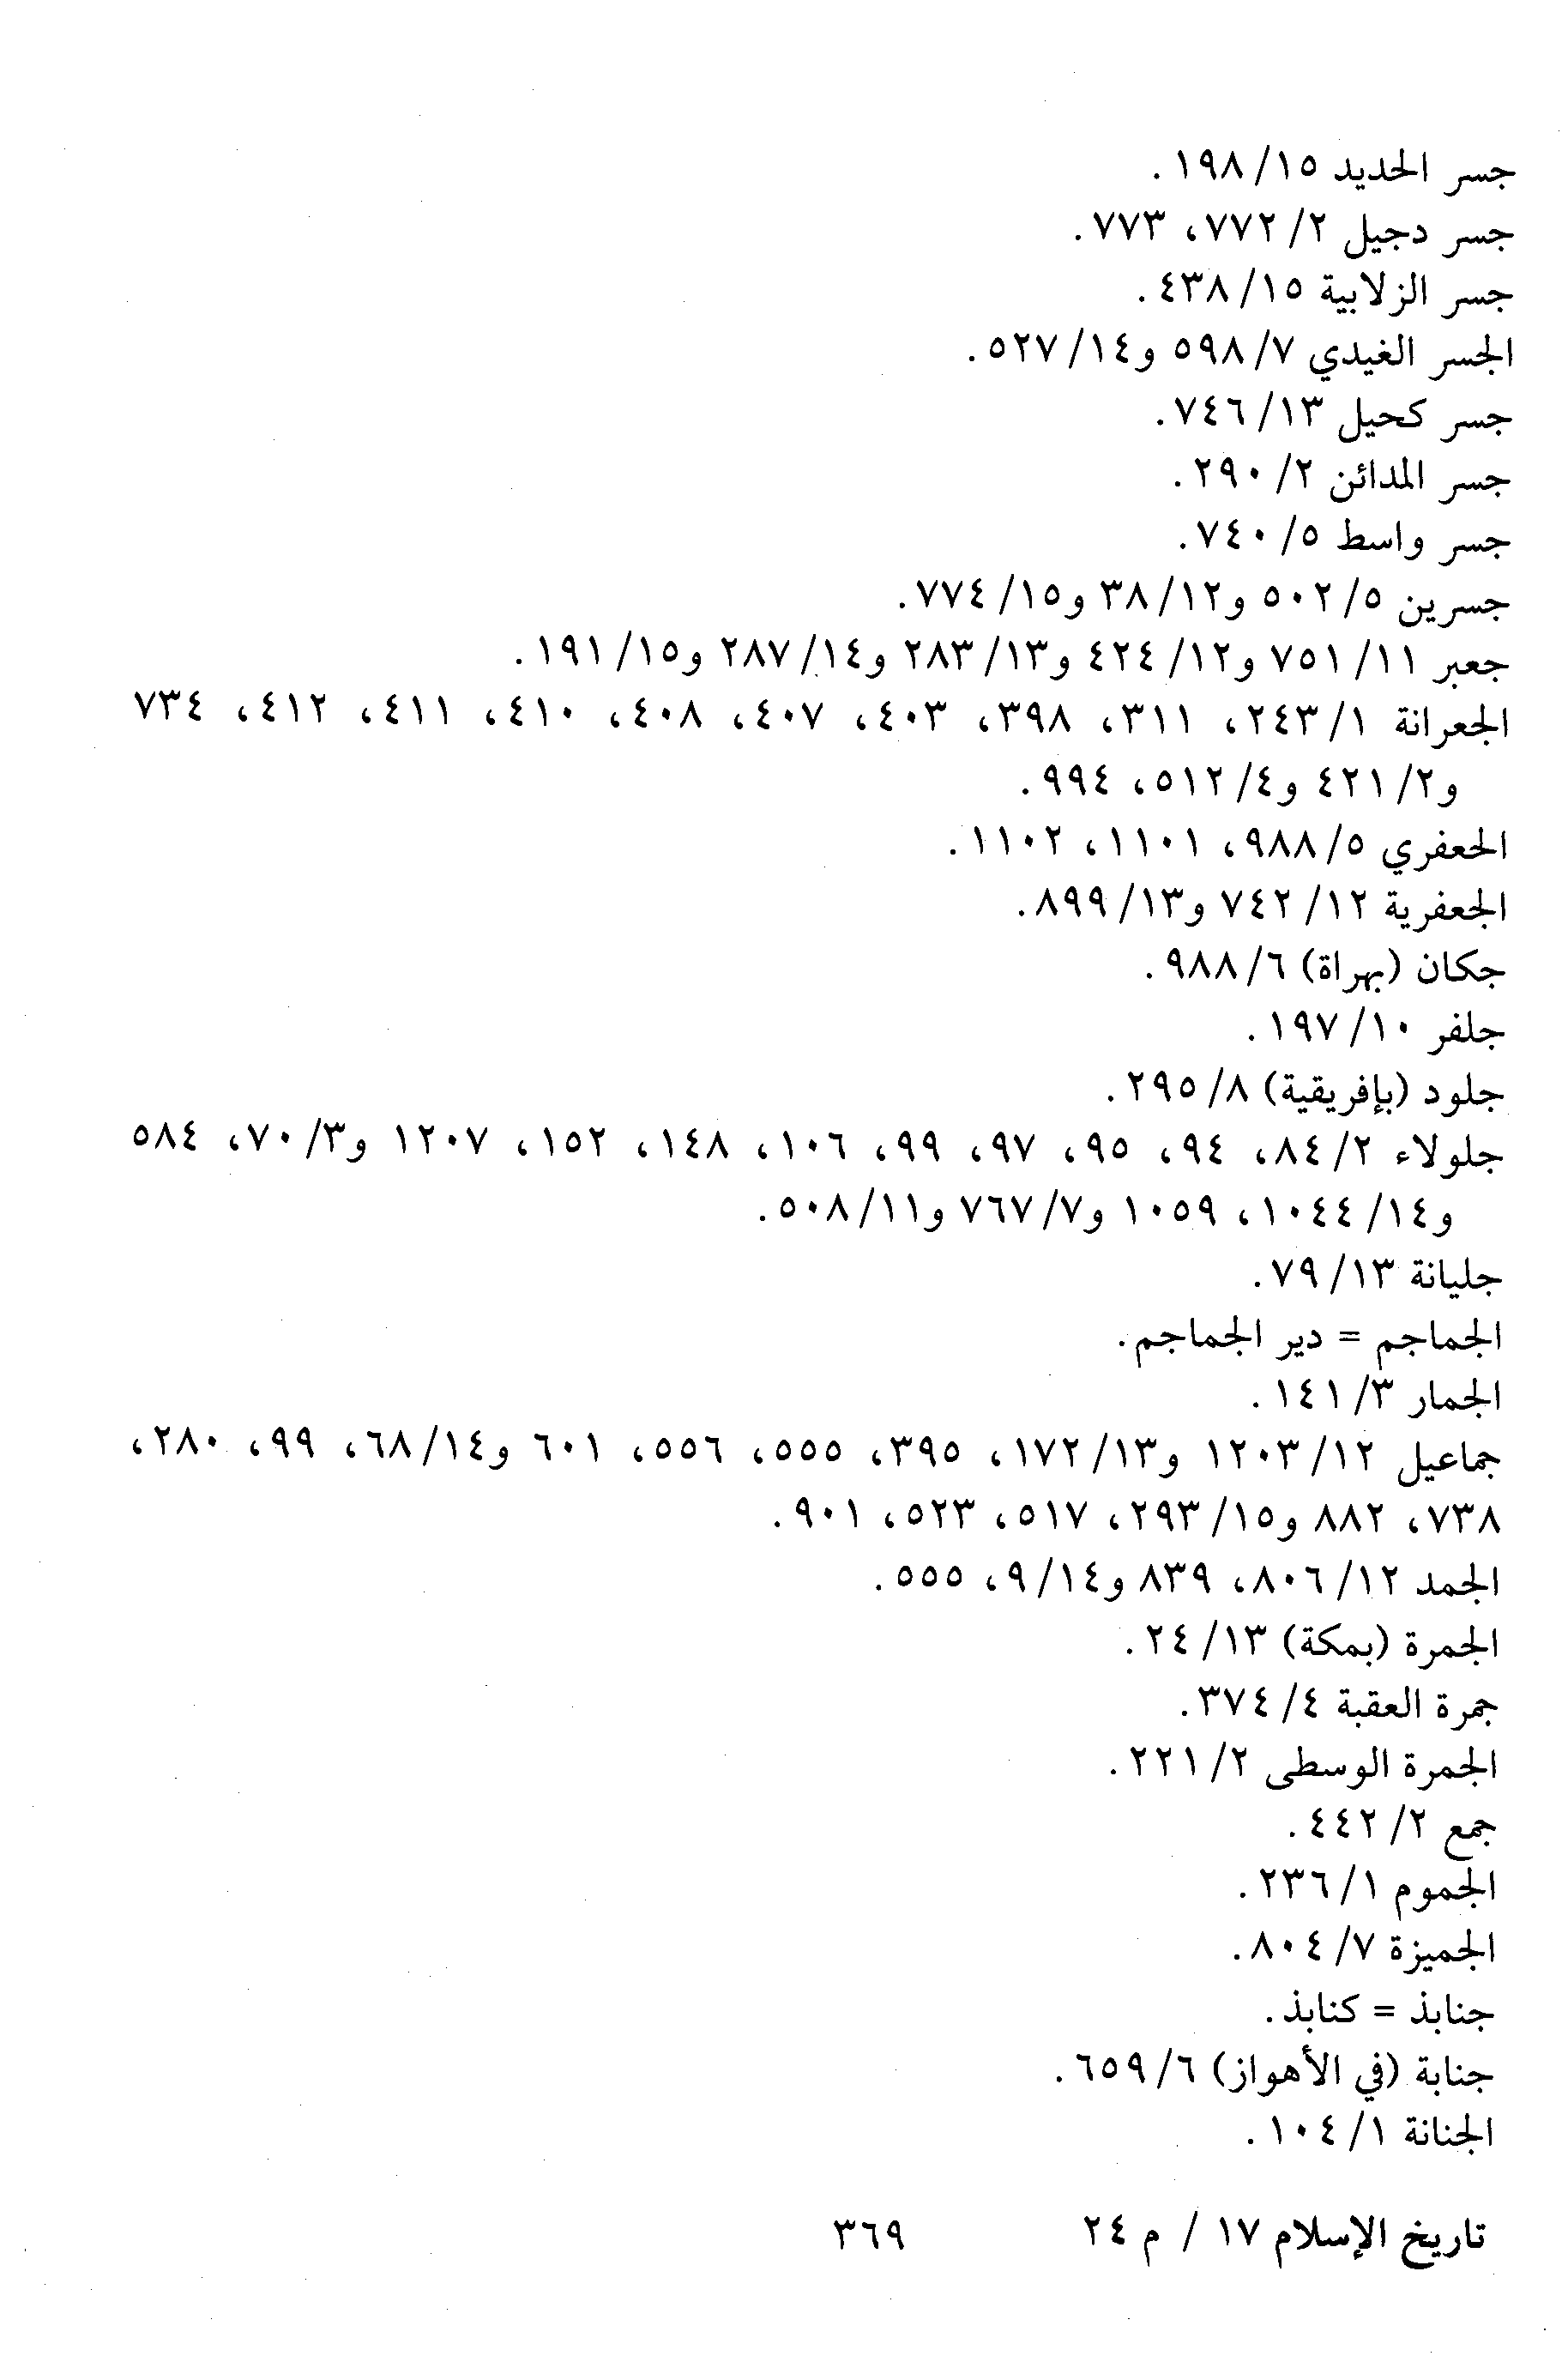 جسر الحديد ١٥/ ١٩٨ .
جسر دجيل ٢/ ٧٧٢، ٧٧٣.
جسر الزلابية ١٥/ ٤٣٨ .
الجسر الغيدي ٧/ ٥٩٨ و١٤/ ٥٢٧ .
جسر كحيل ١٣/ ٧٤٦ .
جسر المدائن ٢/ ٢٩٠ .
جسر واسط ٥/ ٧٤٠ .
جسرين ٥/ ٥٠٢ و١٢/ ٣٨ و١٥/ ٧٧٤ .
جعبر ١١/ ٧٥١ و١٢/ ٤٢٤ و١٣/ ٢٨٣ و١٤/ ٢٨٧ و١٥/ ١٩١ .
الجعرانة ١/ ٢٤٣، ٣١١، ٣٩٨، ٤٠٣، ٤٠٧، ٤٠٨، ٤١٠، ٤١١، ٤١٢، ٧٣٤
و٢/ ٤٢١ و٤/ ٥١٢، ٩٩٤ .
الجعفري ٥/ ٩٨٨، ١١٠١، ١١٠٢ .
الجعفرية ١٢/ ٧٤٢ و١٣/ ٨٩٩ .
جكان (بهراة) ٦/ ٩٨٨ .
جلفر ١٠/ ١٩٧ .
جلود (بإفريقية) ٨/ ٢٩٥ .
جلولاء ٢/ ٨٤، ٩٤، ٩٥، ٩٧، ٩٩، ١٠٦، ١٤٨، ١٥٢، ١٢٠٧ و٣/ ٧٠، ٥٨٤
و١٤/ ١٠٤٤، ١٠٥٩ و٧/ ٧٦٧ و١١/ ٥٠٨ .
جليانة ١٣/ ٧٩ .
الجماجم = دير الجماجم .
الجمار ٣/ ١٤١ .
جماعيل ١٢/ ١٢٠٣ و١٣/ ١٧٢، ٣٩٥، ٥٥٥، ٥٥٦، ٦٠١ و١٤/ ٦٨، ٩٩، ٢٨٠،
٧٣٨، ٨٨٢ و١٥/ ٢٩٣، ٥١٧، ٥٢٣، ٩٠١ .
الجمد ١٢/ ٨٠٦، ٨٣٩ و١٤/ ٩، ٥٥٥ .
الجمرة (بمكة) ١٣/ ٢٤ .
جمرة العقبة ٤/ ٣٧٤ .
الجمرة الوسطى ٢/ ٢٢١ .
جمع ٢/ ٤٤٢ .
الجموم ١/ ٢٣٦ .
الجميزة ٧/ ٨٠٤ .
جنابذ = كنابذ .
جنابة (في الأهواز) ٦/ ٦٥٩ .
الجنانة ١/ ١٠٤ .
تاريخ الإسلام ١٧ / م ٢٤ ٣٦٩